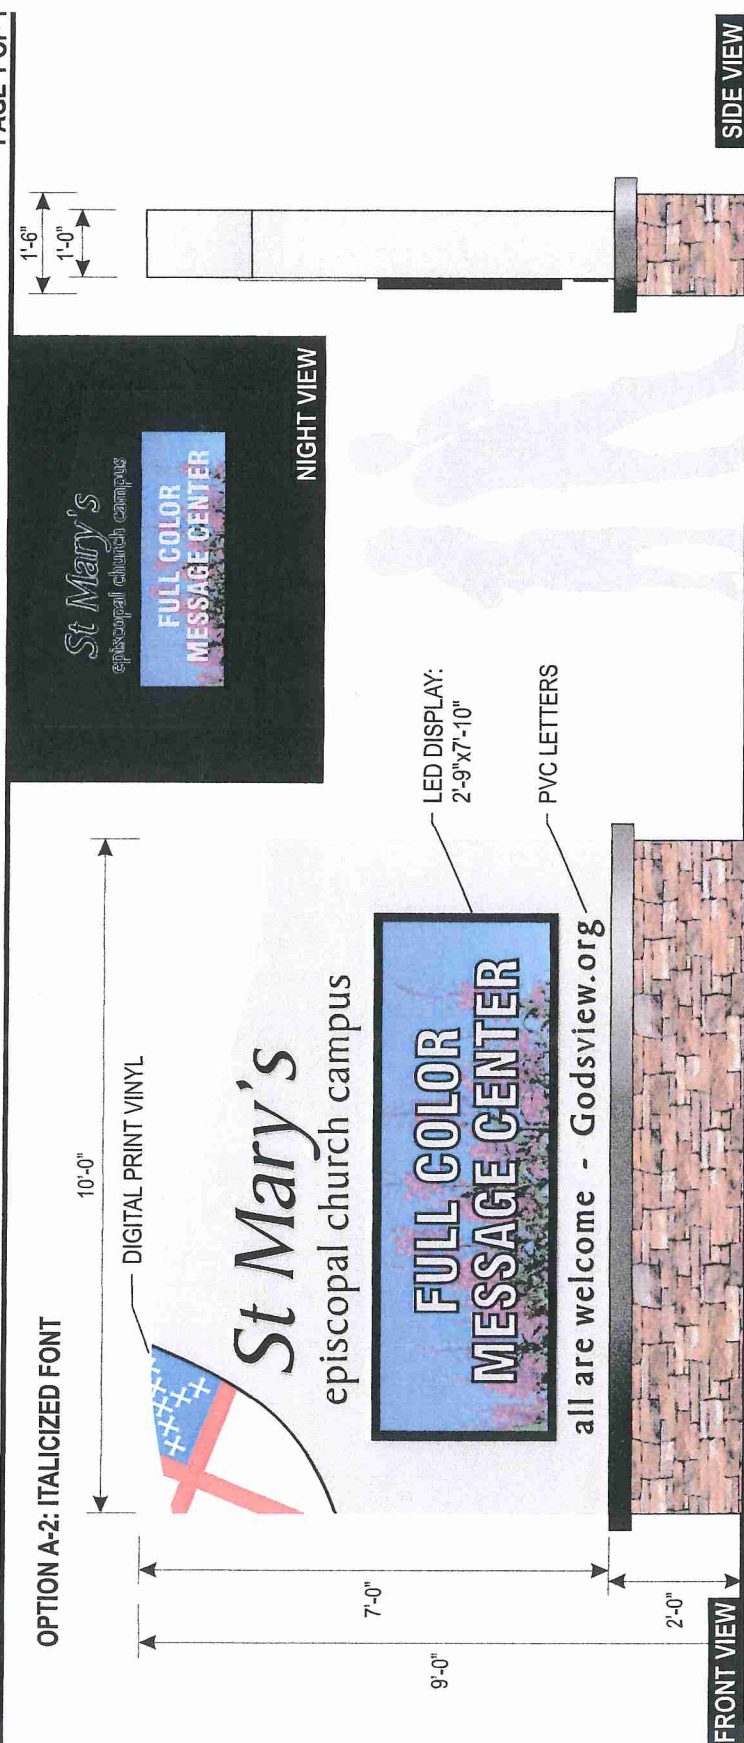 OPTION A-2: ITALICIZED FONT
10'-0"
DIGITAL PRINT VINYL
St Mary's
episcopal church campus
FULL COLOR
MESSAGE CENTER
all are welcome - Godsview.org
LED DISPLAY:
2'-9"x7'-10"
PVC LETTERS
7'-0"
9'-0"
2'-0"
FRONT VIEW
St Mary's
episcopal church campus
FULL COLOR
MESSAGE CENTER
NIGHT VIEW
1'-6"
1'-0"
SIDE VIEW